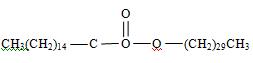 O
CH₃(CH₂)₁₄ — C — O — O — (CH₂)₂₉CH₃